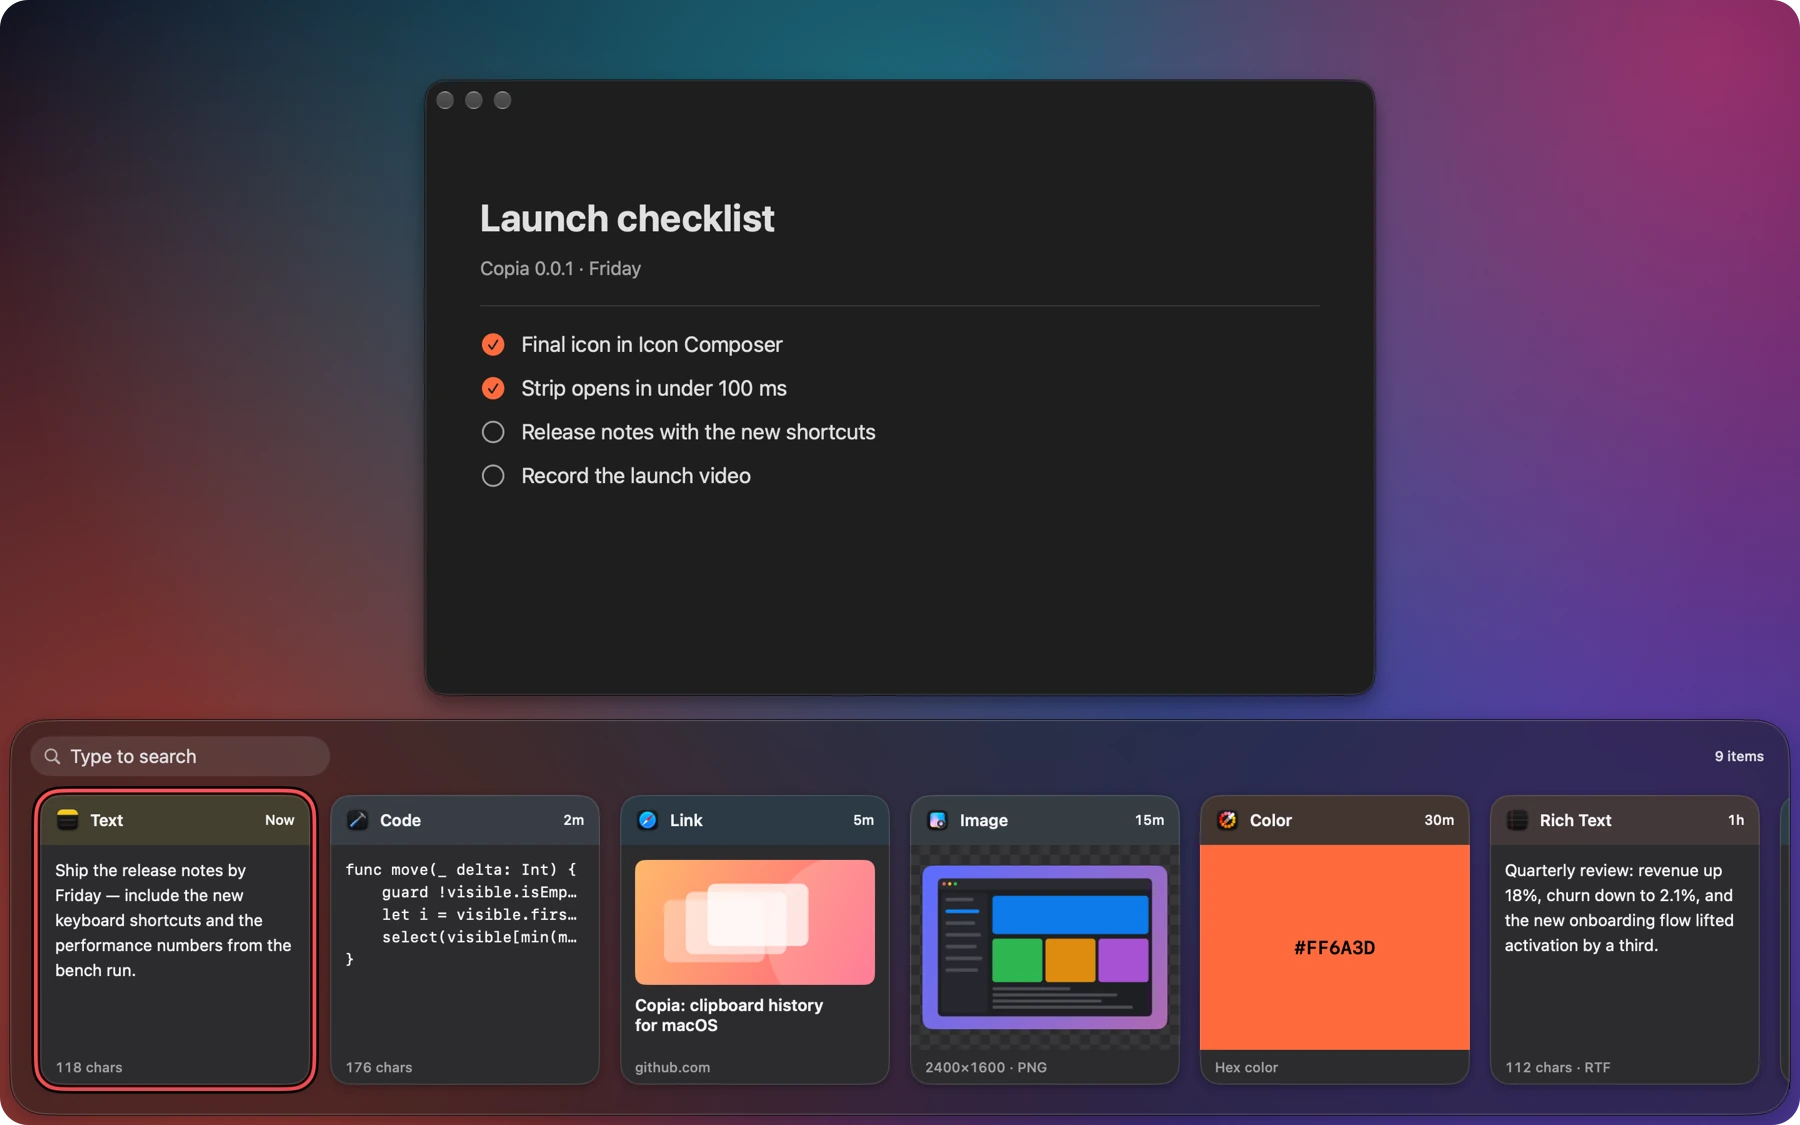 Launch checklist
Copia 0.0.1 · Friday
Final icon in Icon Composer
Strip opens in under 100 ms
Release notes with the new shortcuts
Record the launch video
Type to search
9 items
Text
Now
Ship the release notes by
Friday — include the new
keyboard shortcuts and the
performance numbers from the
bench run.
118 chars
Code
2m
func move(_ delta: Int) {
    guard !visible.isEmp…
    let i = visible.firs…
    select(visible[min(m…
}
176 chars
Link
5m
Copia: clipboard history
for macOS
github.com
Image
15m
2400×1600 · PNG
Color
30m
#FF6A3D
Hex color
Rich Text
1h
Quarterly review: revenue up
18%, churn down to 2.1%, and
the new onboarding flow lifted
activation by a third.
112 chars · RTF